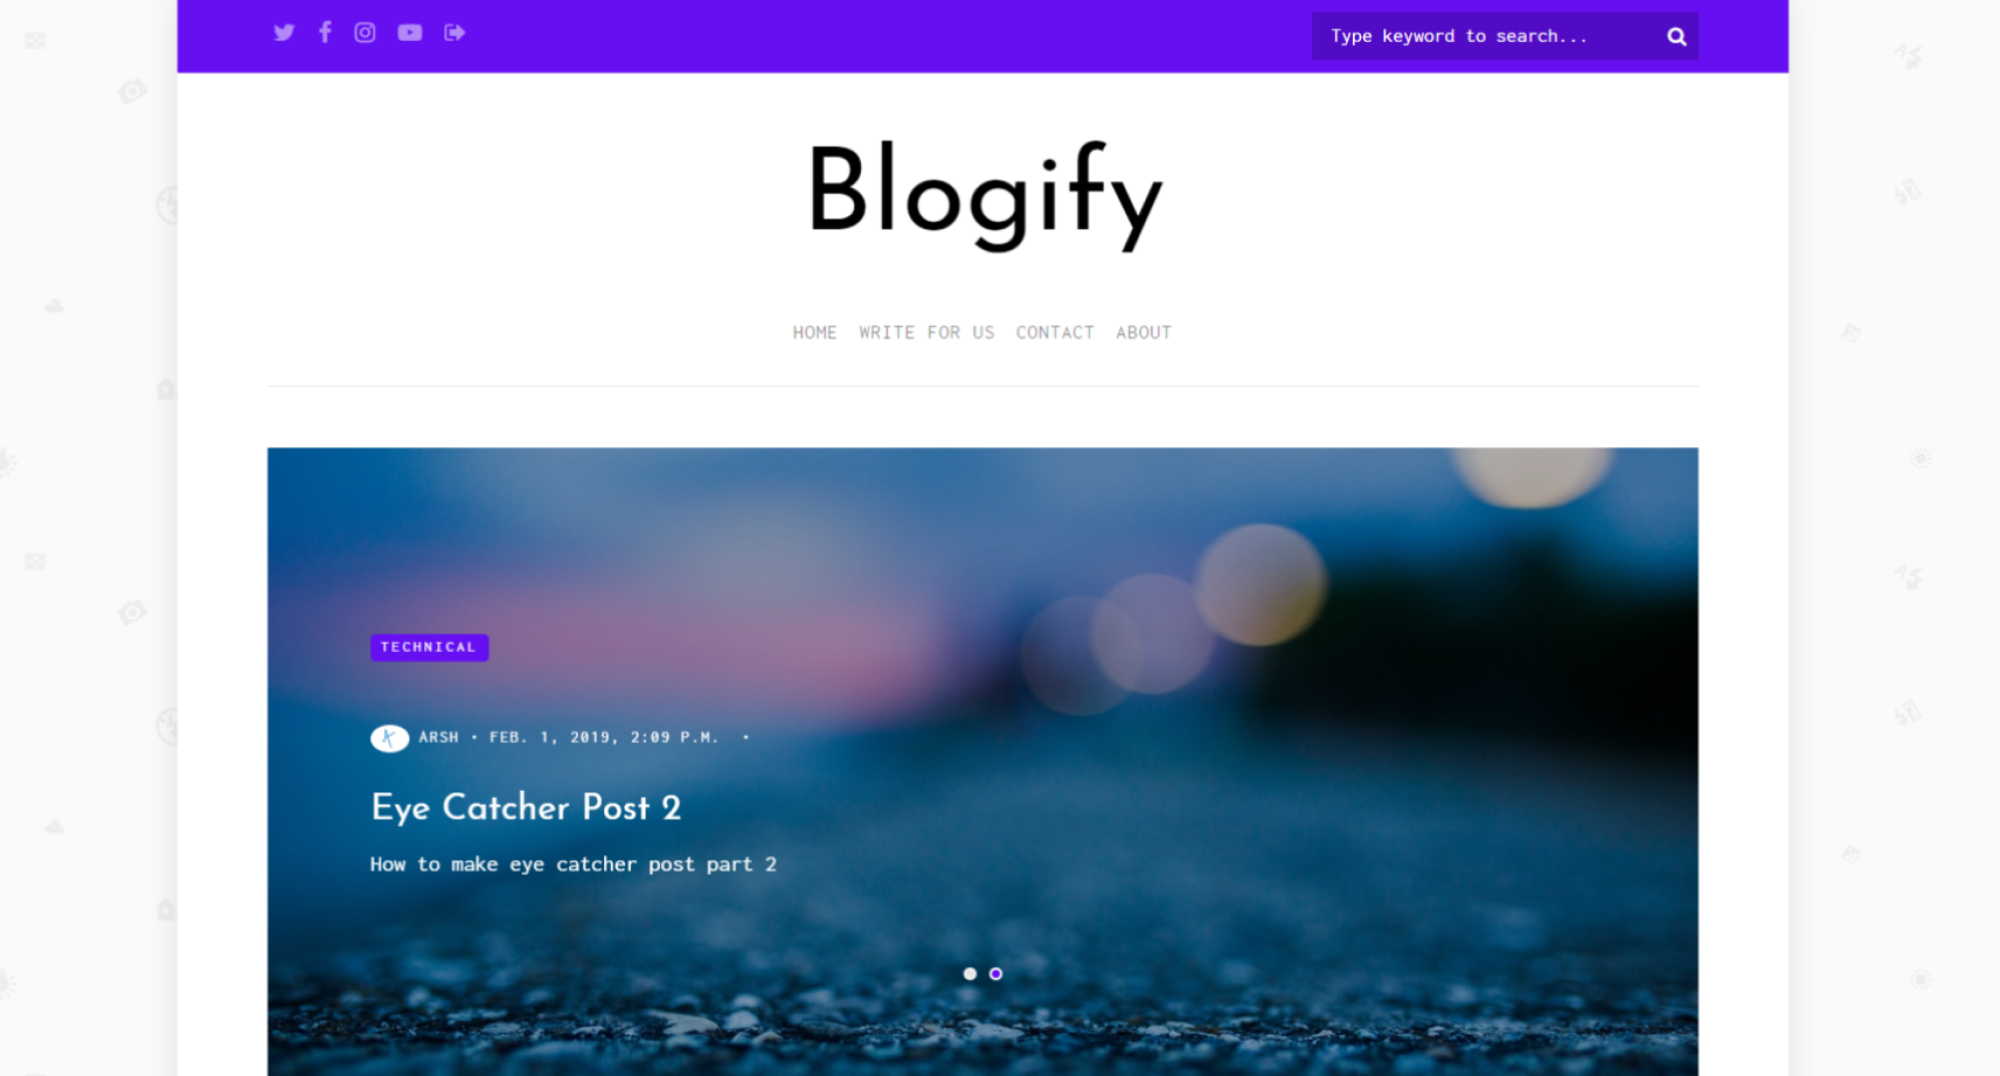 Type keyword to search...
Blogify
HOME WRITE FOR US CONTACT ABOUT
TECHNICAL
ARSH • FEB. 1, 2019, 2:09 P.M. •
Eye Catcher Post 2
How to make eye catcher post part 2